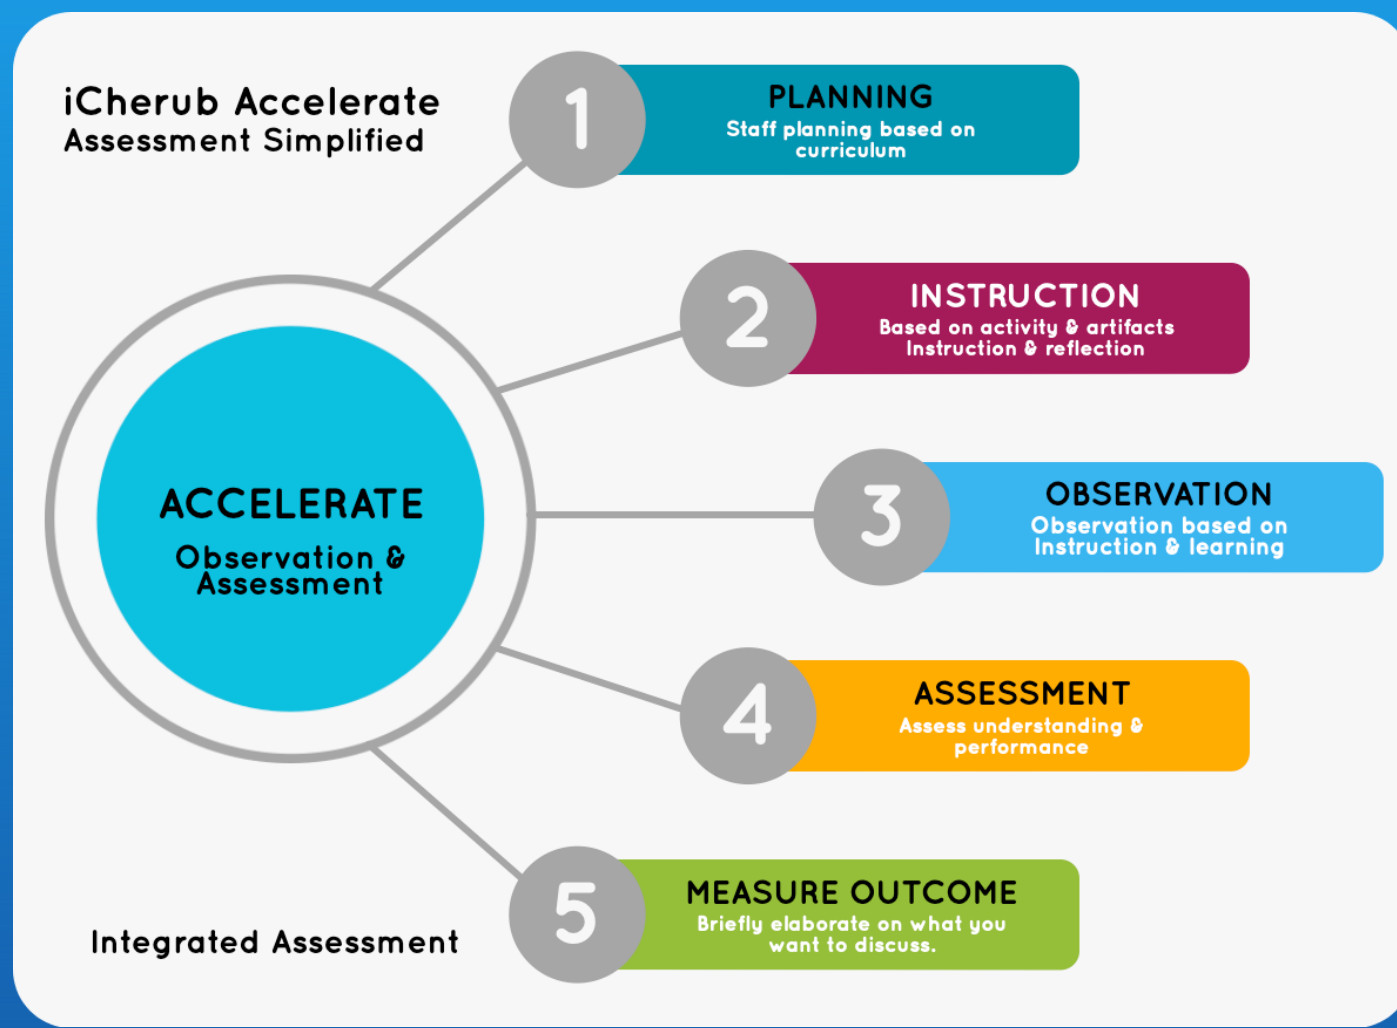 iCherub Accelerate
Assessment Simplified
1
PLANNING
Staff planning based on
curriculum
2
INSTRUCTION
Based on activity & artifacts
Instruction & reflection
ACCELERATE
Observation &
Assessment
3
OBSERVATION
Observation based on
Instruction & learning
4
ASSESSMENT
Assess understanding &
performance
5
MEASURE OUTCOME
Briefly elaborate on what you
want to discuss.
Integrated Assessment